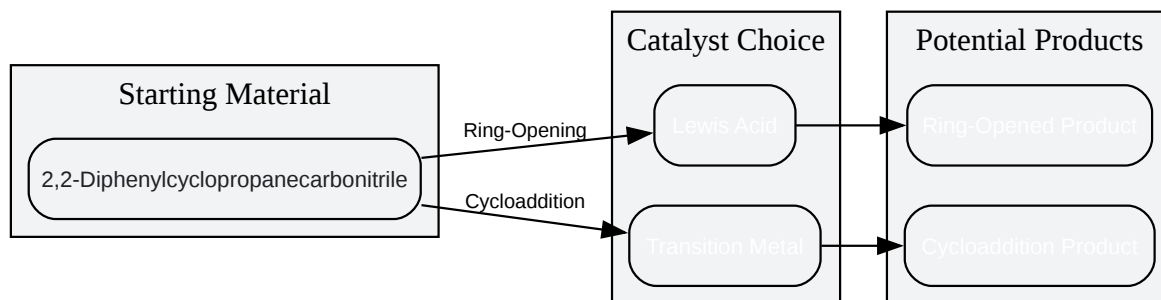 Starting Material
2,2-Diphenylcyclopropanecarbonitrile
Ring-Opening
Cycloaddition
Catalyst Choice
Lewis Acid
Transition Metal
Potential Products
Ring-Opened Product
Cycloaddition Product